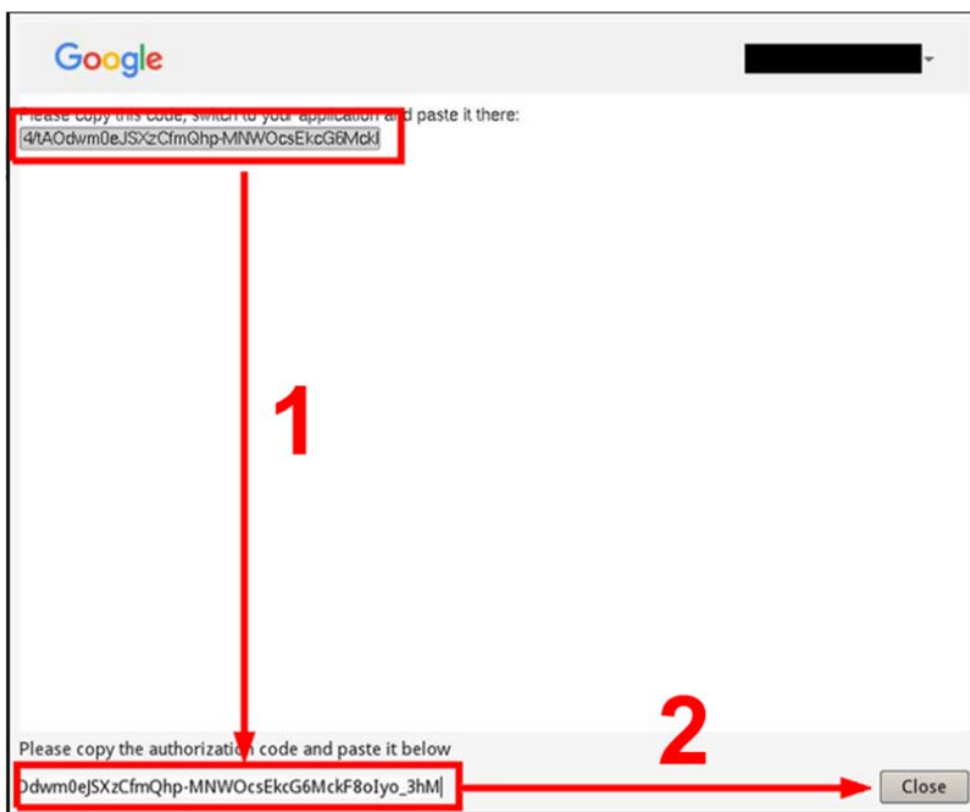 Google
Please copy this code, switch to your application and paste it there:
4/tAOdwm0eJSXzCfmQhp-MNWOcsEkcG6Mckl
1
2
Please copy the authorization code and paste it below
Odwm0eJSXzCfmQhp-MNWOcsEkcG6MckF8oIyo_3hM
Close